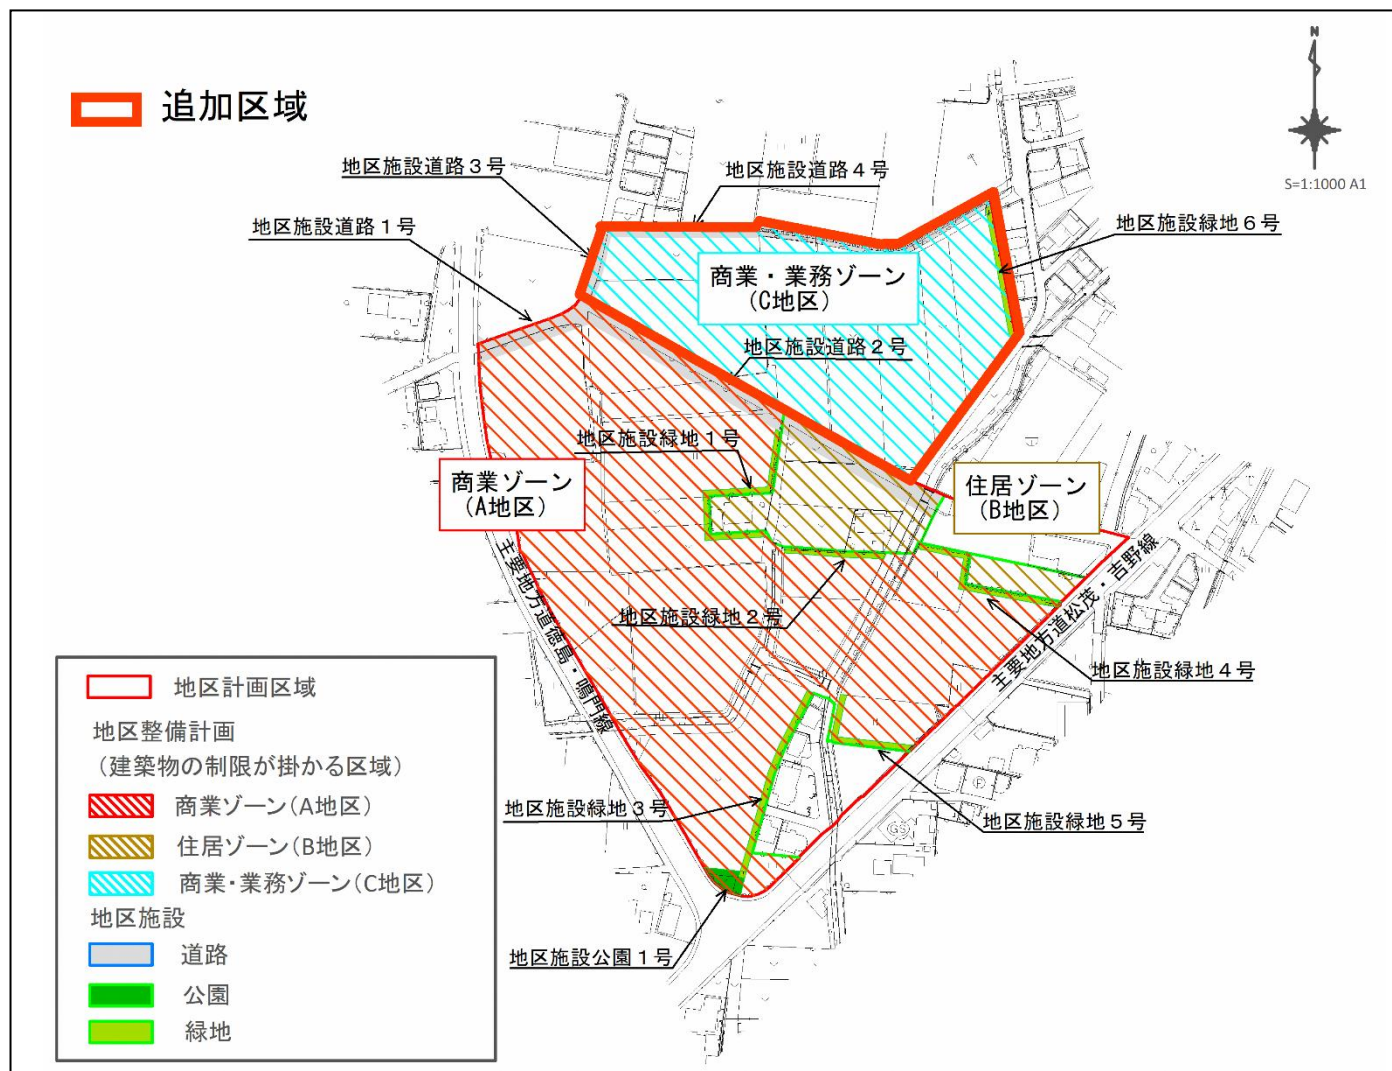 N
S=1:1000 A1
追加区域
地区施設道路3号
地区施設道路4号
地区施設道路1号
地区施設緑地6号
商業・業務ゾーン
(C地区)
地区施設道路2号
地区施設緑地1号
商業ゾーン
(A地区)
住居ゾーン
(B地区)
主要地方道徳島・鳴門線
主要地方道松茂・吉野線
地区施設緑地2号
地区施設緑地4号
地区施設緑地3号
地区施設緑地5号
GS
地区施設公園1号
地区計画区域
地区整備計画
(建築物の制限が掛かる区域)
商業ゾーン(A地区)
住居ゾーン(B地区)
商業・業務ゾーン(C地区)
地区施設
道路
公園
緑地